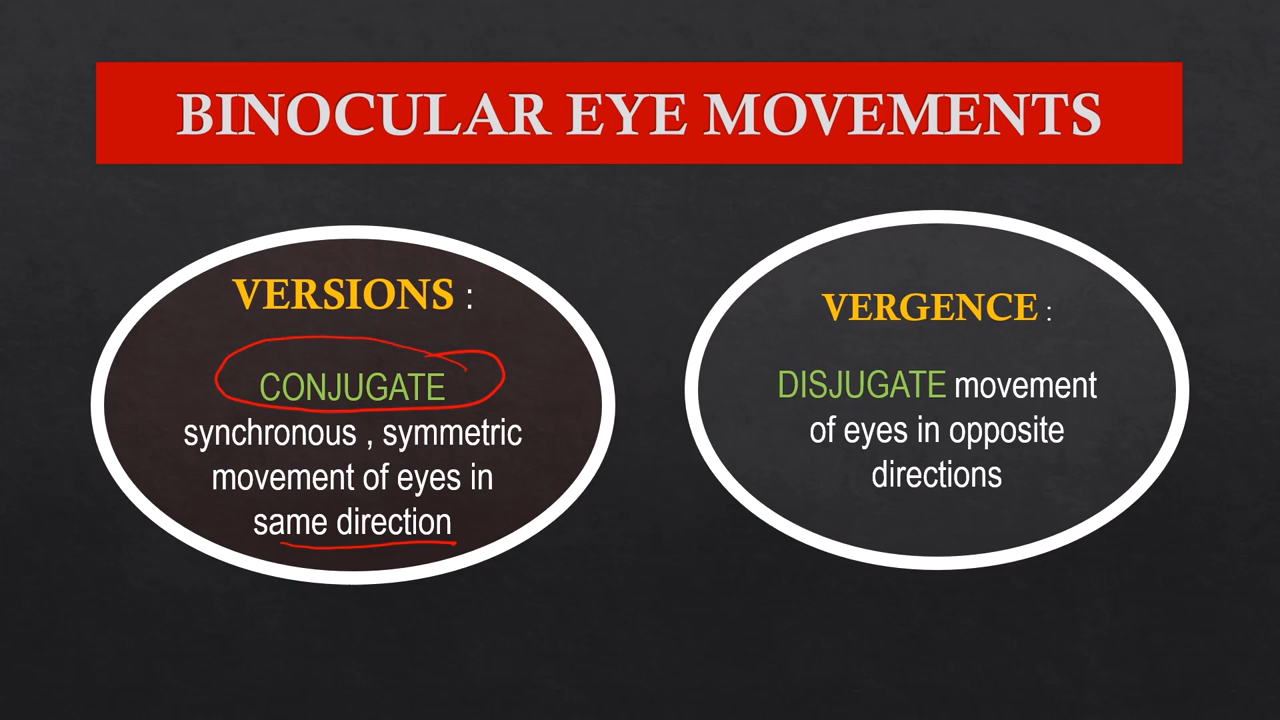 BINOCULAR EYE MOVEMENTS
VERSIONS :
CONJUGATE
synchronous , symmetric
movement of eyes in
same direction
VERGENCE :
DISJUGATE movement
of eyes in opposite
directions